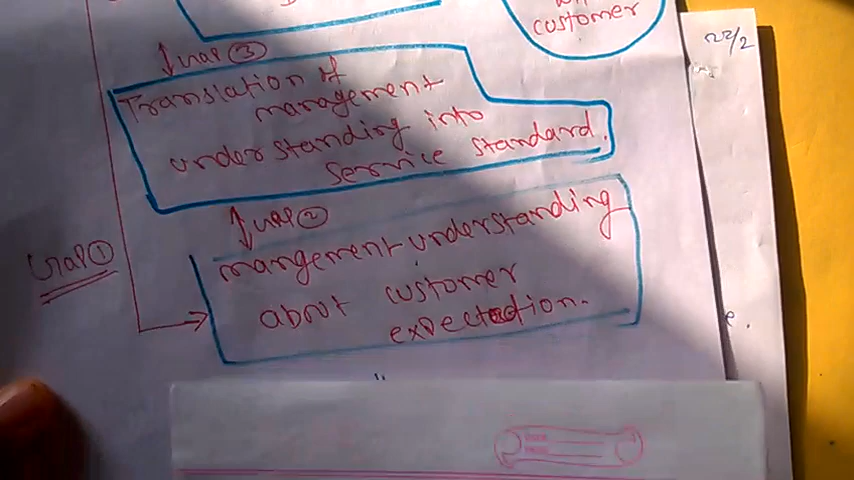 customer
22/2
Gap ③
Translation of
management
understanding into
service standard.
Gap ②
Gap ①
mangement understanding
about customer
expectation.
e.